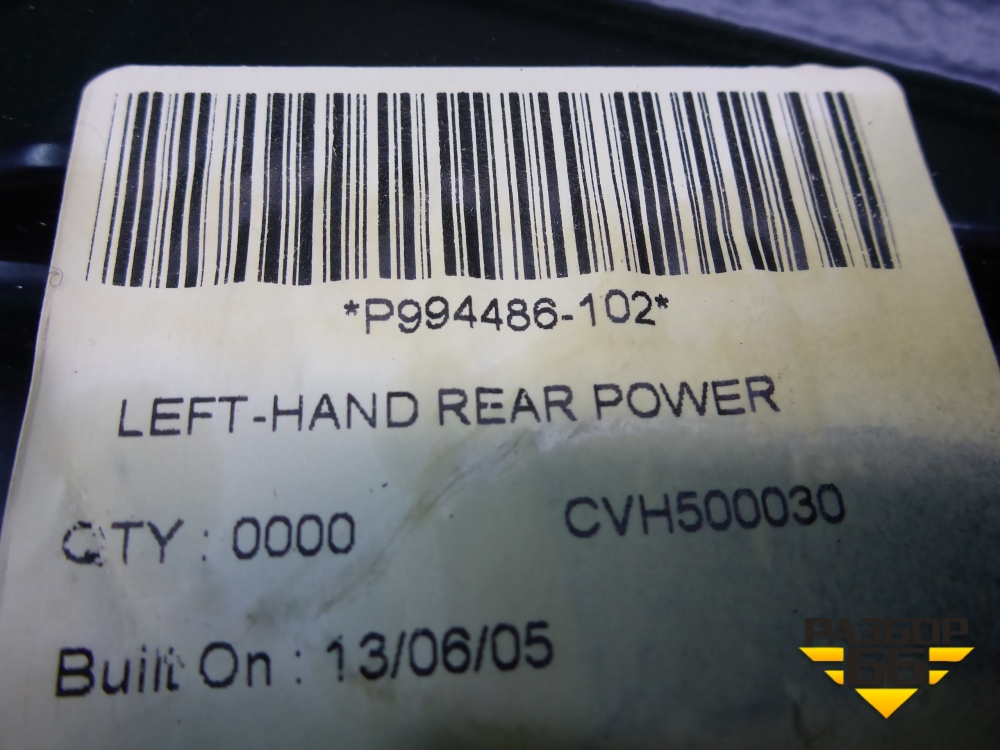 *P994486-102*
LEFT-HAND REAR POWER
QTY : 0000 CVH500030
Built On : 13/06/05
РАЗБОР
66